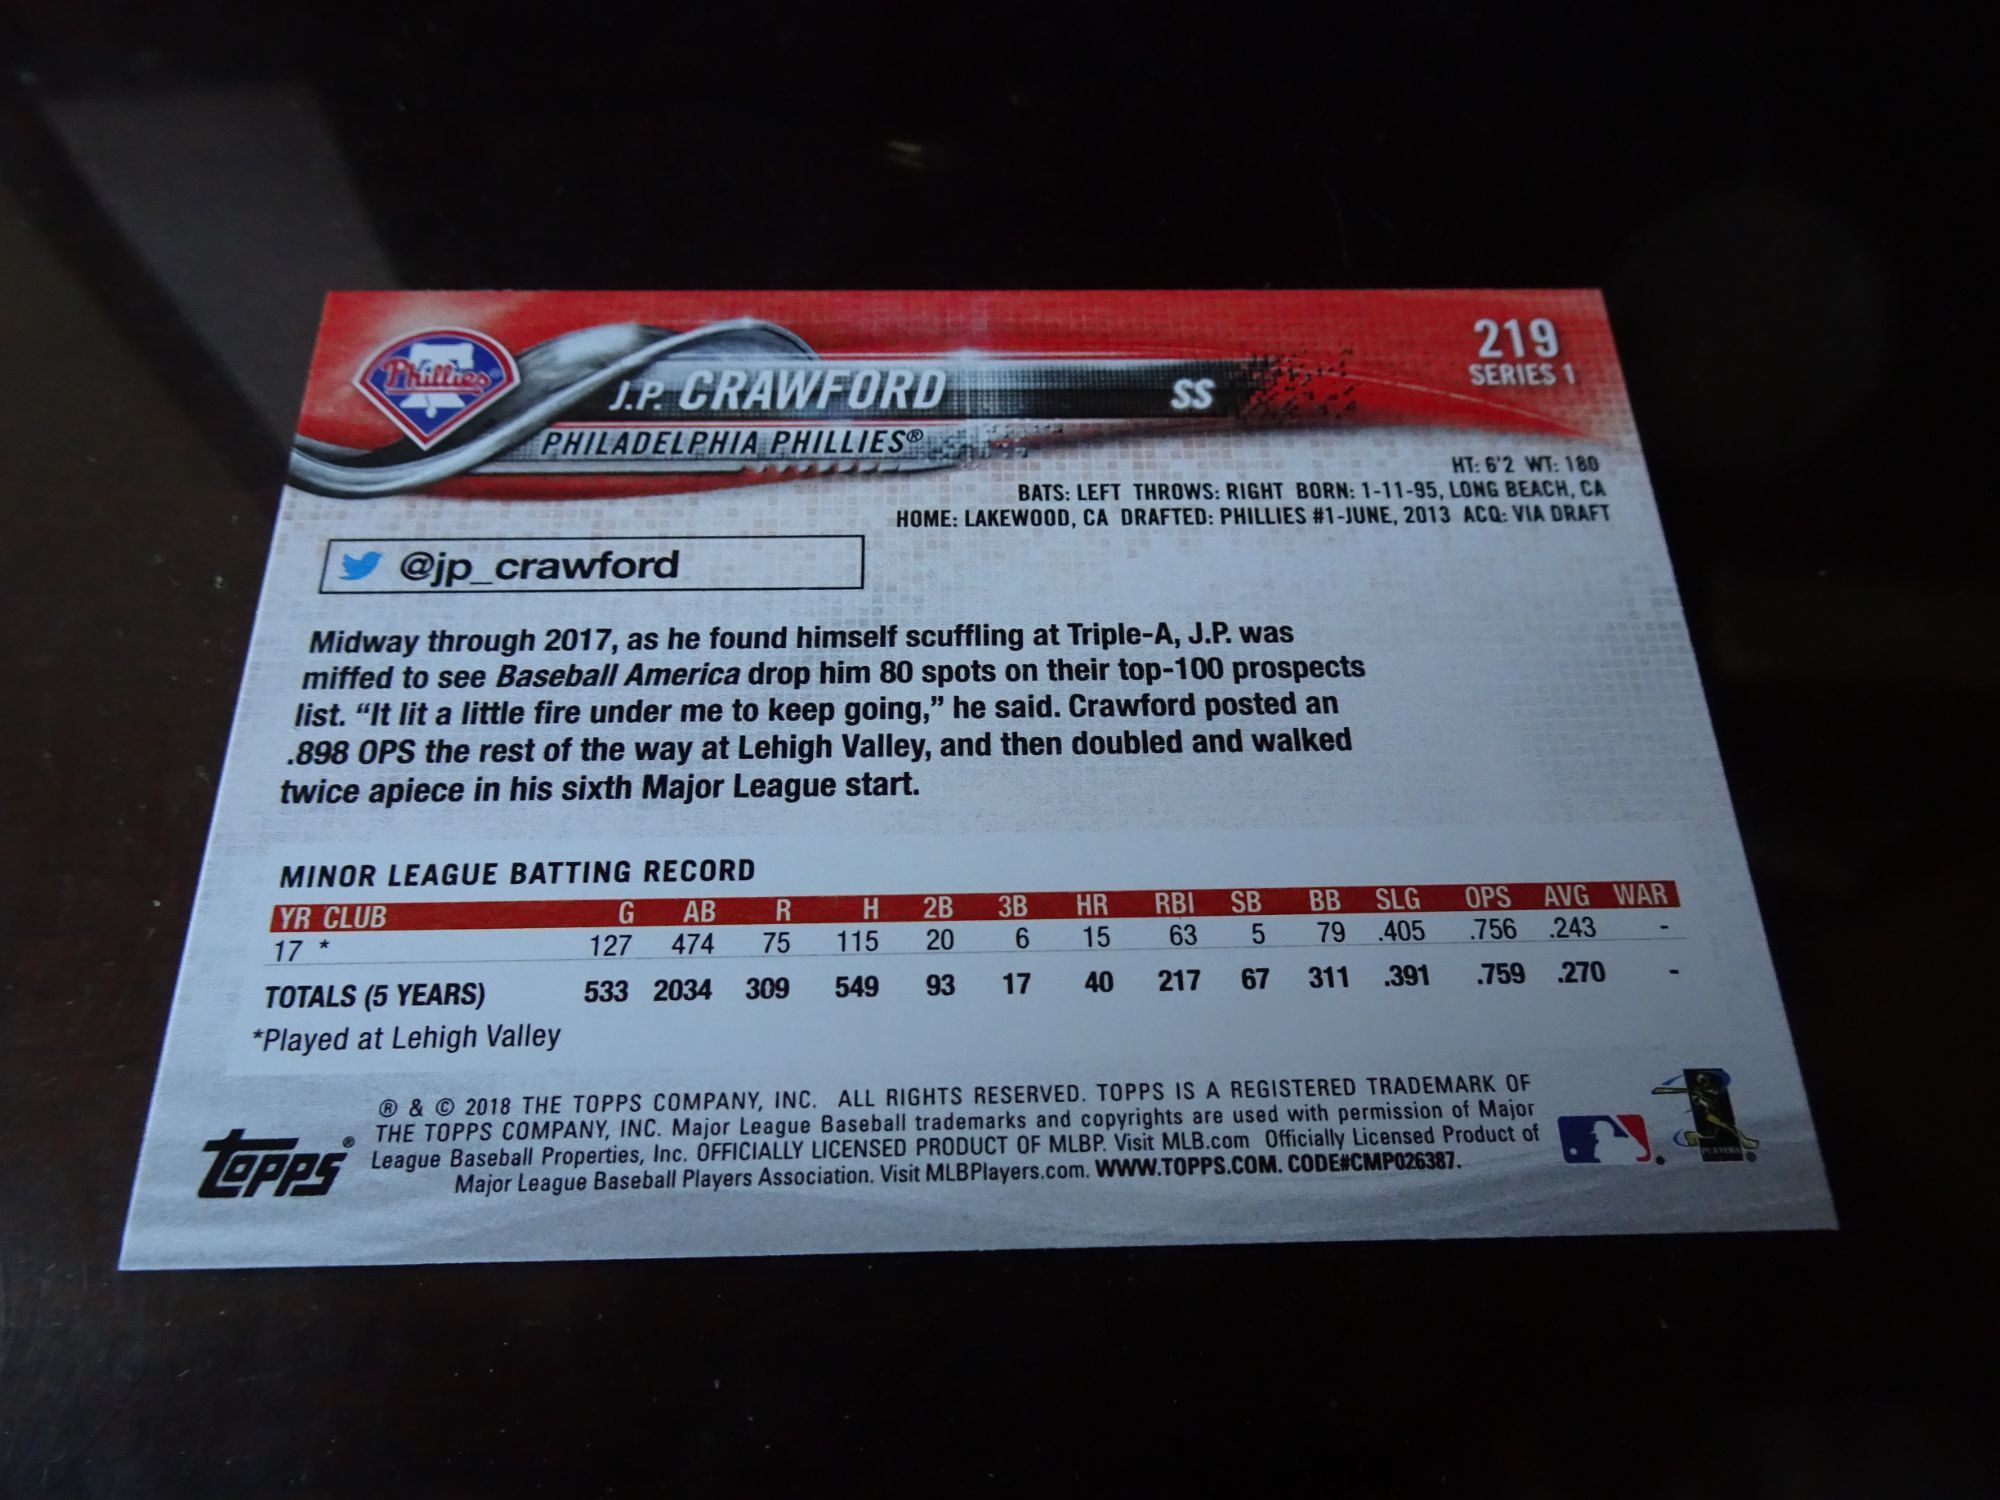 Phillies®
J.P. CRAWFORD SS
PHILADELPHIA PHILLIES®
219
SERIES 1
HT: 6'2 WT: 180
BATS: LEFT THROWS: RIGHT BORN: 1-11-95, LONG BEACH, CA
HOME: LAKEWOOD, CA DRAFTED: PHILLIES #1-JUNE, 2013 ACQ: VIA DRAFT
@jp_crawford
Midway through 2017, as he found himself scuffling at Triple-A, J.P. was
miffed to see Baseball America drop him 80 spots on their top-100 prospects
list. “It lit a little fire under me to keep going,” he said. Crawford posted an
.898 OPS the rest of the way at Lehigh Valley, and then doubled and walked
twice apiece in his sixth Major League start.
MINOR LEAGUE BATTING RECORD
YR CLUB G AB R H 2B 3B HR RBI SB BB SLG OPS AVG WAR
17 * 127 474 75 115 20 6 15 63 5 79 .405 .756 .243 -
TOTALS (5 YEARS) 533 2034 309 549 93 17 40 217 67 311 .391 .759 .270 -
*Played at Lehigh Valley
® & © 2018 THE TOPPS COMPANY, INC. ALL RIGHTS RESERVED. TOPPS IS A REGISTERED TRADEMARK OF
THE TOPPS COMPANY, INC. Major League Baseball trademarks and copyrights are used with permission of Major
League Baseball Properties, Inc. OFFICIALLY LICENSED PRODUCT OF MLBP. Visit MLB.com Officially Licensed Product of
Major League Baseball Players Association. Visit MLBPlayers.com. WWW.TOPPS.COM. CODE#CMP026387.
topps®
PLAYERS